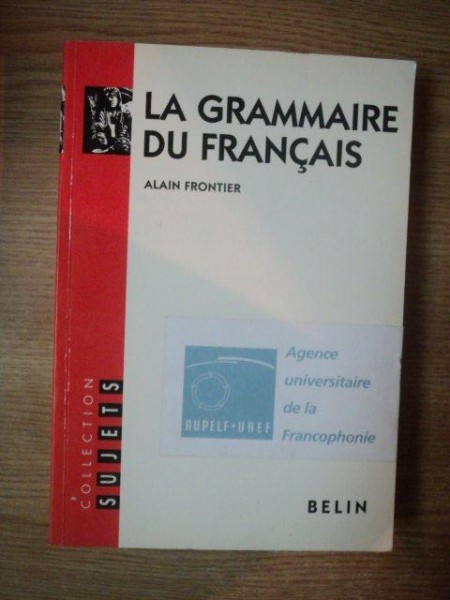 LA GRAMMAIRE
DU FRANÇAIS
ALAIN FRONTIER
Agence
universitaire
de la
Francophonie
AUPELF•UREF
COLLECTION
SUJETS
BELIN